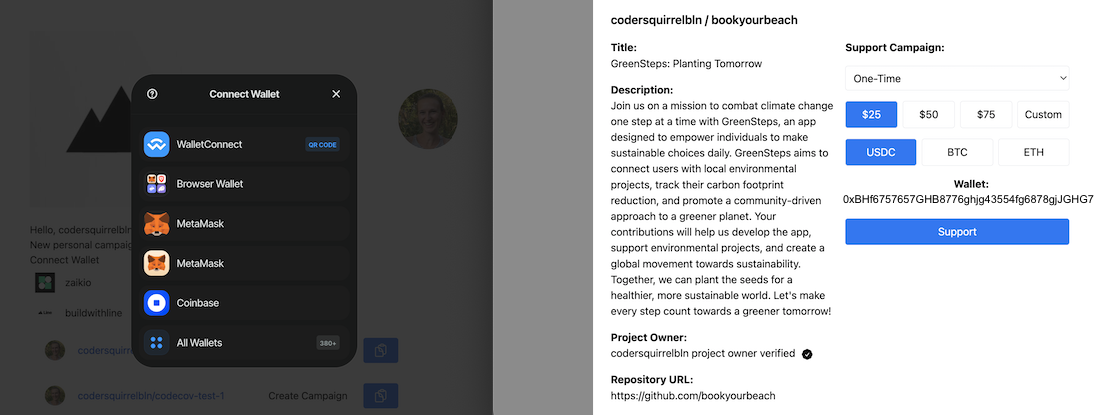 Connect Wallet
WalletConnect
QR CODE
Browser Wallet
MetaMask
MetaMask
Coinbase
All Wallets
380+
Hello, codersquirrelbln
New personal campaig
Connect Wallet
zaikio
buildwithline
codersquirre
codersquirrelbln/codecov-test-1
Create Campaign
codersquirrelbln / bookyourbeach
Title:
GreenSteps: Planting Tomorrow
Description:
Join us on a mission to combat climate change
one step at a time with GreenSteps, an app
designed to empower individuals to make
sustainable choices daily. GreenSteps aims to
connect users with local environmental
projects, track their carbon footprint
reduction, and promote a community-driven
approach to a greener planet. Your
contributions will help us develop the app,
support environmental projects, and create a
global movement towards sustainability.
Together, we can plant the seeds for a
healthier, more sustainable world. Let's make
every step count towards a greener tomorrow!
Project Owner:
codersquirrelbln project owner verified
Repository URL:
https://github.com/bookyourbeach
Support Campaign:
One-Time
$25 $50 $75 Custom
USDC BTC ETH
Wallet:
0xBHf6757657GHB8776ghjg43554fg6878gjJGHG7
Support